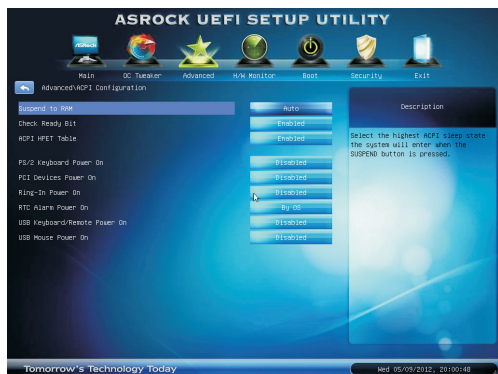 ASROCK UEFI SETUP UTILITY
ASRock
Main OC Tweaker Advanced H/W Monitor Boot Security Exit
Advanced\ACPI Configuration
Description
Suspend to RAM Auto
Check Ready Bit Enabled
ACPI HPET Table Enabled
Select the highest ACPI sleep state
the system will enter when the
SUSPEND button is pressed.
PS/2 Keyboard Power On Disabled
PCI Devices Power On Disabled
Ring-In Power On Disabled
RTC Alarm Power On By OS
USB Keyboard/Remote Power On Disabled
USB Mouse Power On Disabled
Tomorrow's Technology Today
Wed 05/09/2012, 20:00:48